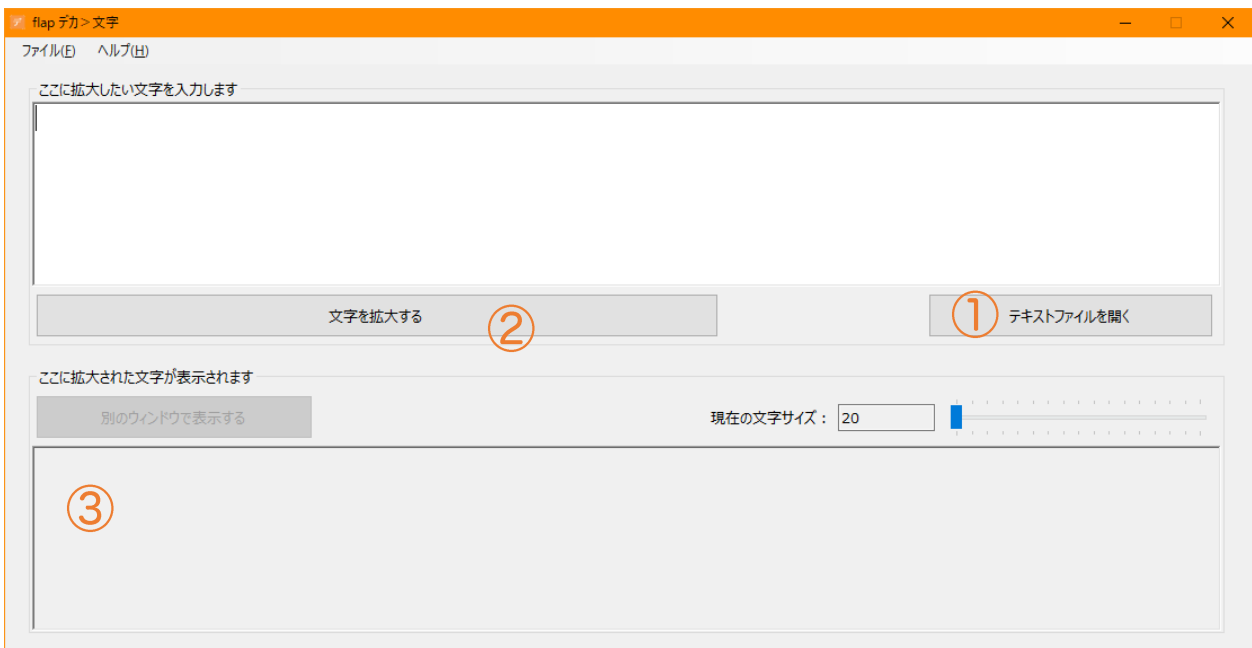 flap デカ＞文字
ファイル(F) ヘルプ(H)
ここに拡大したい文字を入力します
文字を拡大する ② ① テキストファイルを開く
ここに拡大された文字が表示されます
別のウィンドウで表示する 現在の文字サイズ： 20
③